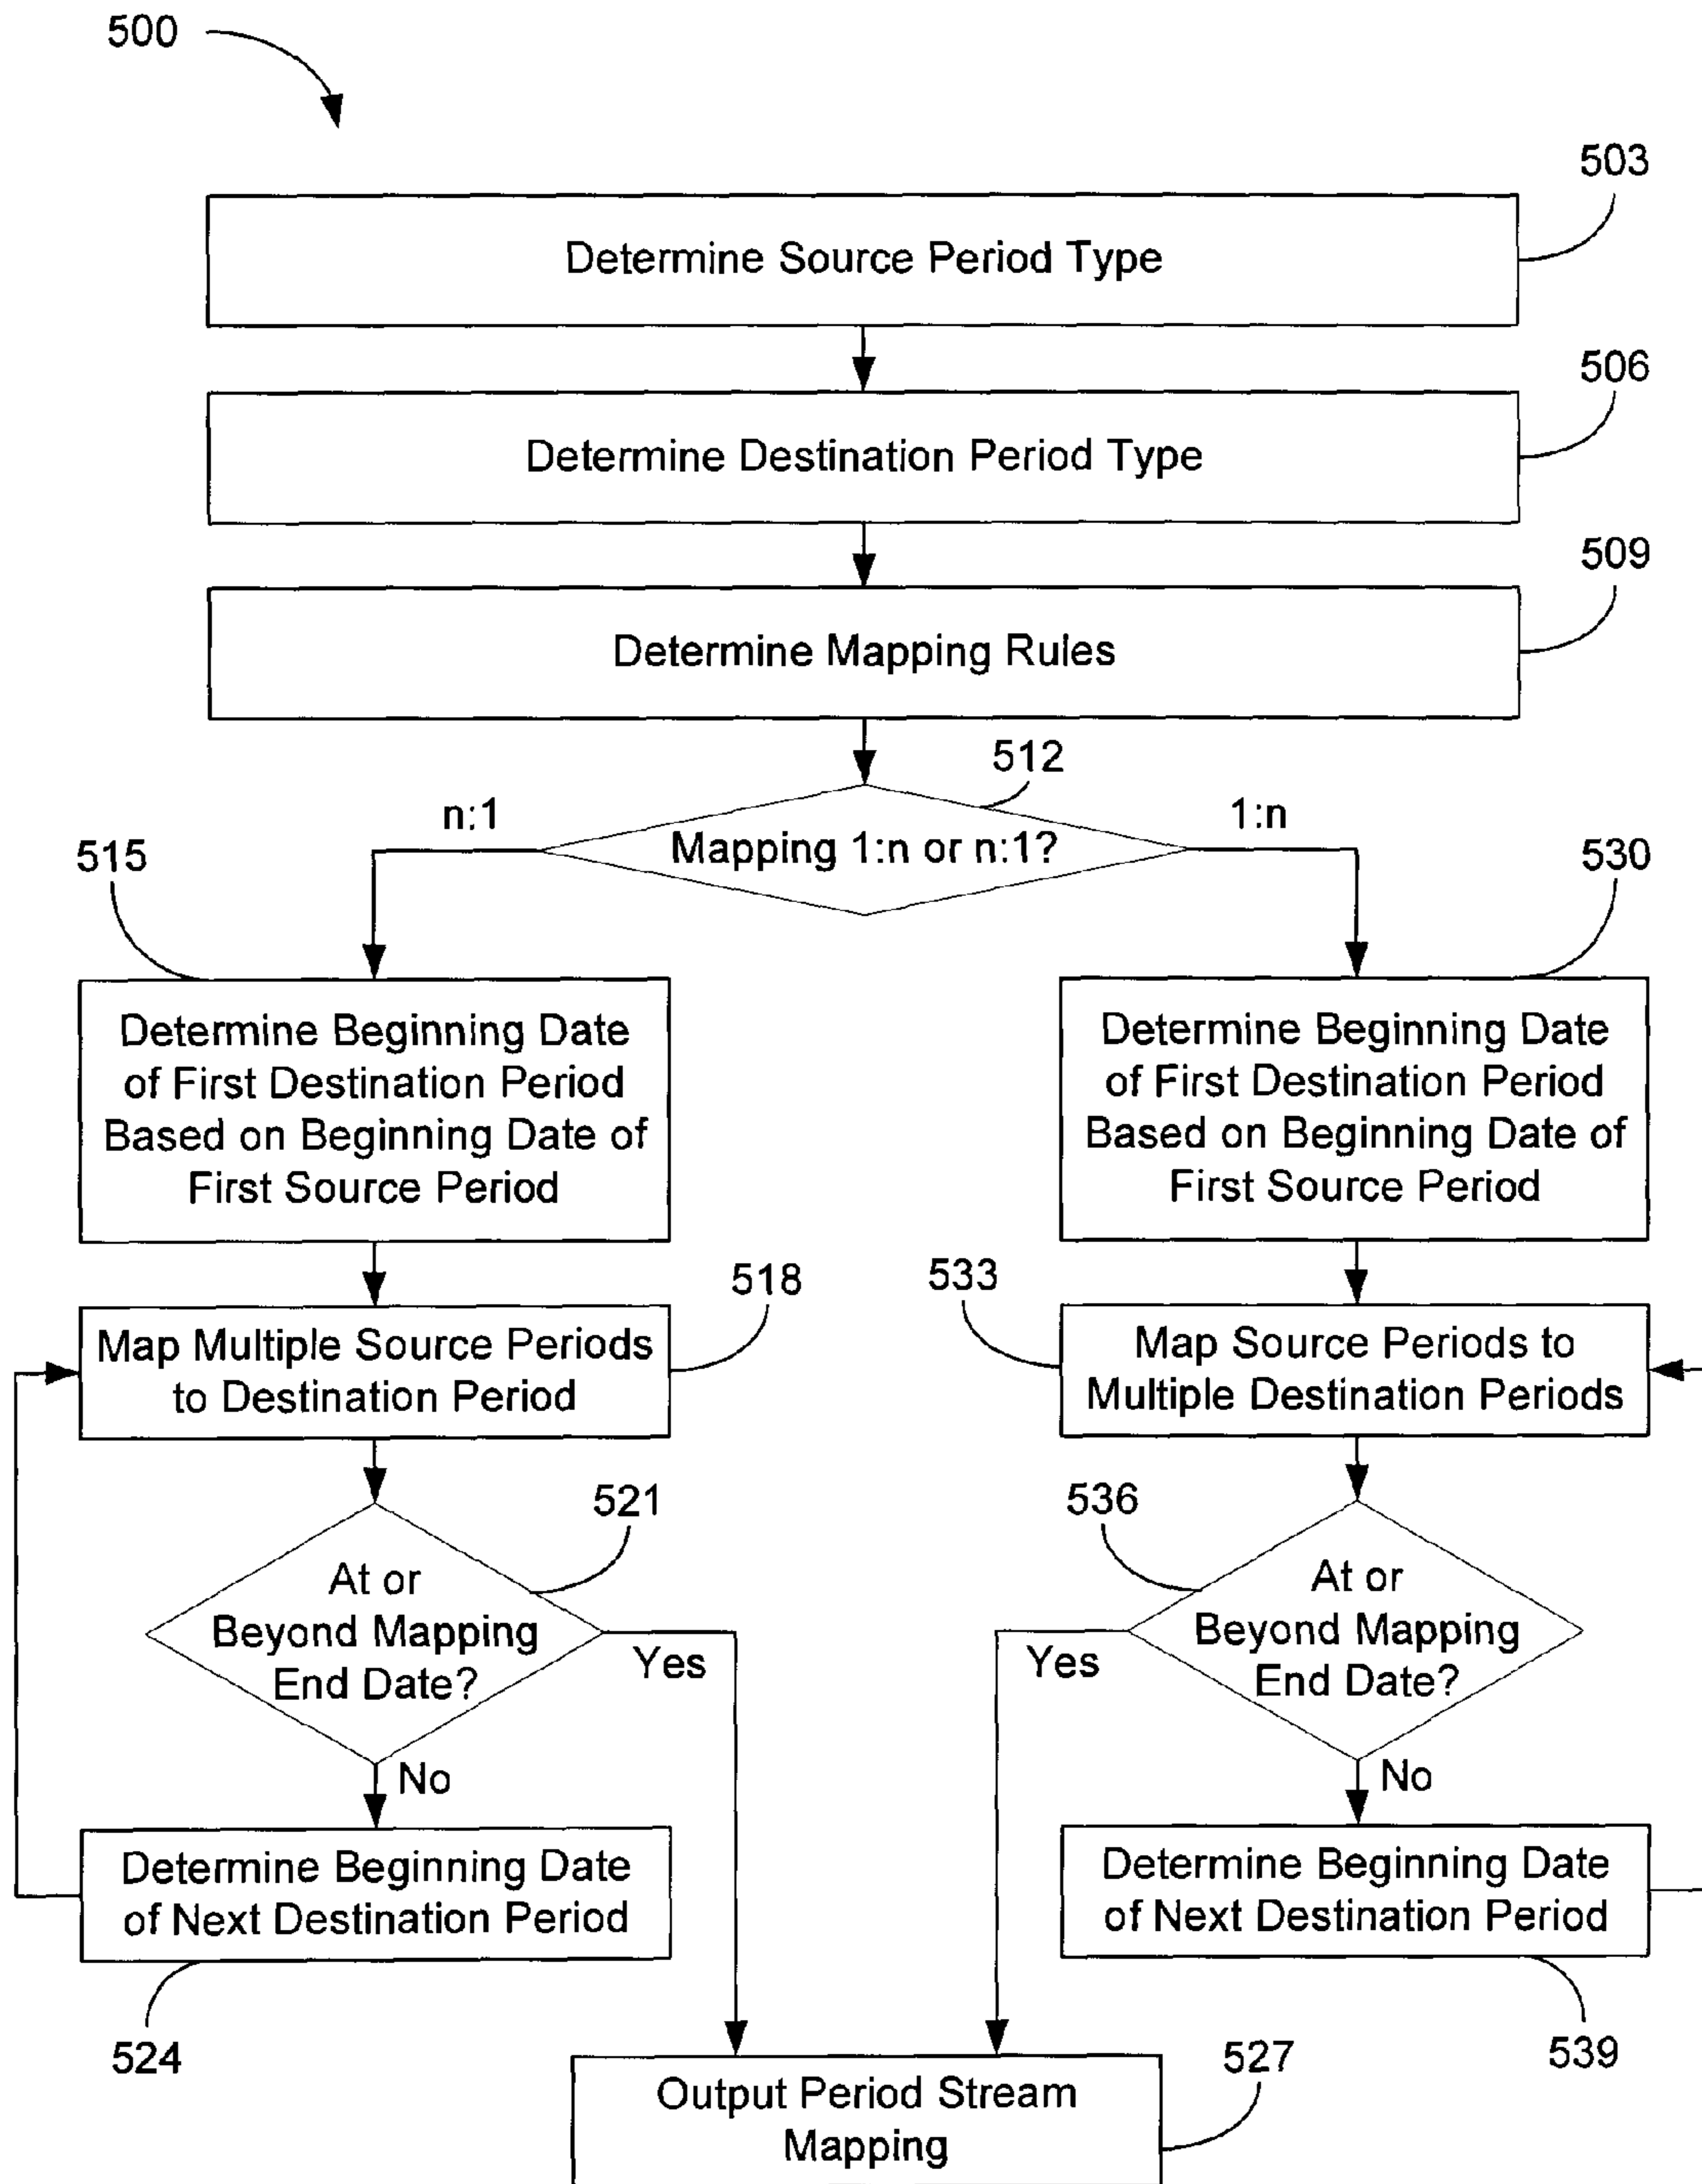 500
503
Determine Source Period Type
506
Determine Destination Period Type
509
Determine Mapping Rules
512
n:1
1:n
Mapping 1:n or n:1?
515
530
Determine Beginning Date
of First Destination Period
Based on Beginning Date of
First Source Period
Determine Beginning Date
of First Destination Period
Based on Beginning Date of
First Source Period
518
533
Map Multiple Source Periods
to Destination Period
Map Source Periods to
Multiple Destination Periods
521
536
At or
Beyond Mapping
End Date?
At or
Beyond Mapping
End Date?
Yes
Yes
No
No
Determine Beginning Date
of Next Destination Period
Determine Beginning Date
of Next Destination Period
524
539
527
Output Period Stream
Mapping